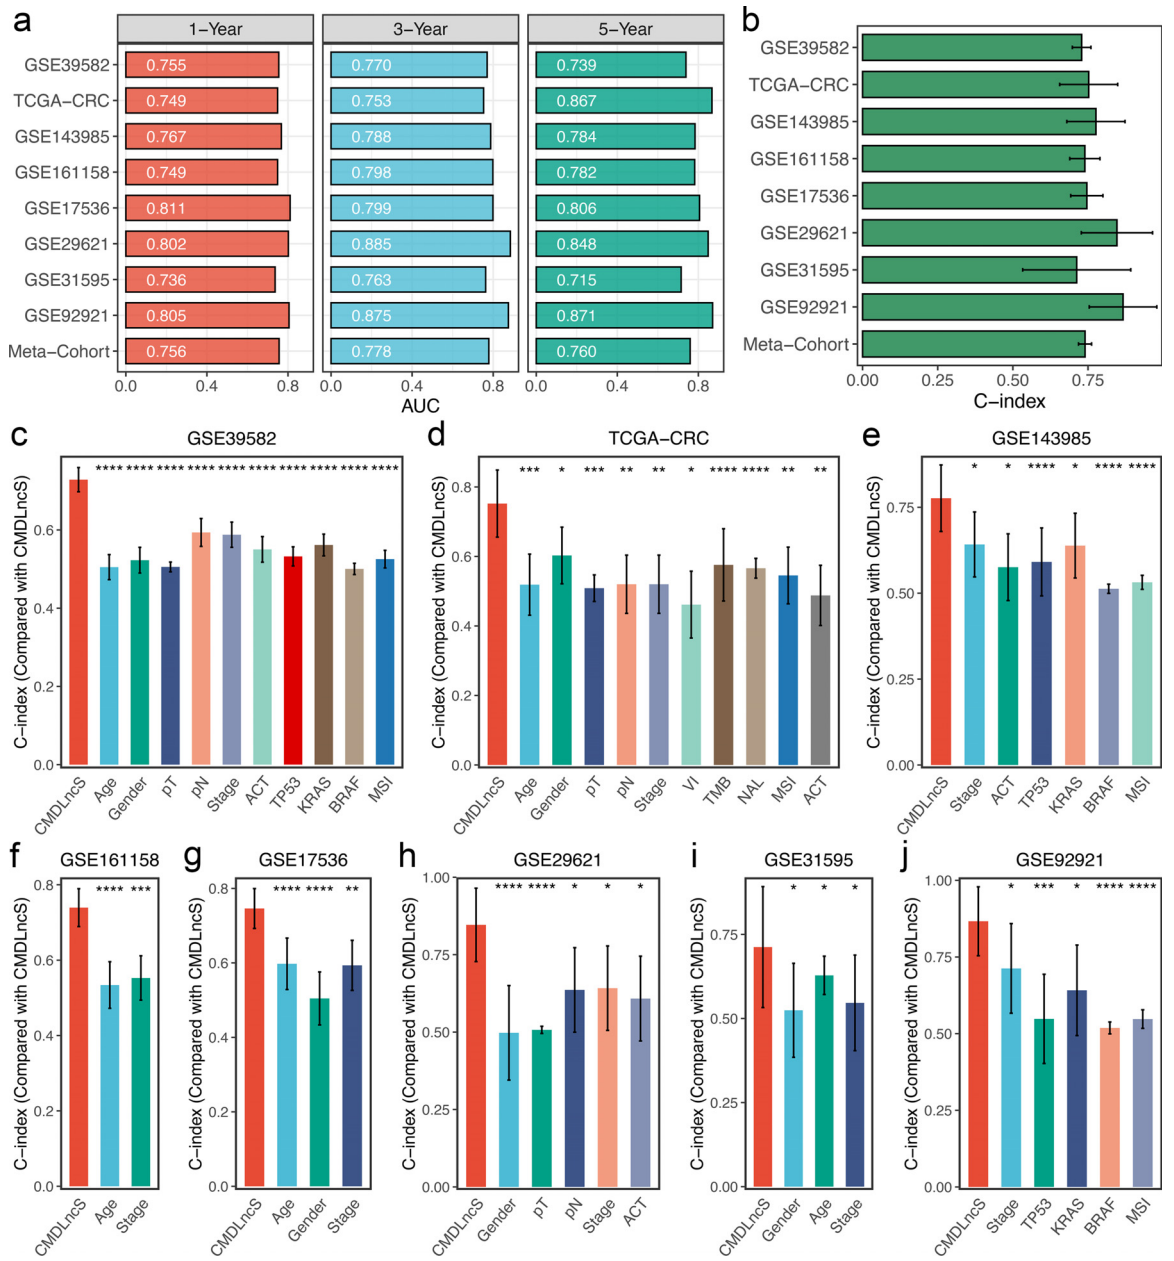 a
1-Year 3-Year 5-Year
GSE39582 0.755 0.770 0.739
TCGA-CRC 0.749 0.753 0.867
GSE143985 0.767 0.788 0.784
GSE161158 0.749 0.798 0.782
GSE17536 0.811 0.799 0.806
GSE29621 0.802 0.885 0.848
GSE31595 0.736 0.763 0.715
GSE92921 0.805 0.875 0.871
Meta-Cohort 0.756 0.778 0.760
0.0 0.4 0.8 0.0 0.4 0.8 0.0 0.4 0.8
AUC
b
GSE39582
TCGA-CRC
GSE143985
GSE161158
GSE17536
GSE29621
GSE31595
GSE92921
Meta-Cohort
0.00 0.25 0.50 0.75
C-index
c
GSE39582
C-index (Compared with CMDLncS)
**** **** **** **** **** **** **** **** **** ****
0.6
0.4
0.2
0.0
CMDLncS Age Gender pT pN Stage ACT TP53 KRAS BRAF MSI
d
TCGA-CRC
C-index (Compared with CMDLncS)
*** * *** ** ** * **** **** ** **
0.8
0.6
0.4
0.2
0.0
CMDLncS Age Gender pT pN Stage VI TMB NAL MSI ACT
e
GSE143985
C-index (Compared with CMDLncS)
* * **** * **** ****
0.75
0.50
0.25
0.00
CMDLncS Stage ACT TP53 KRAS BRAF MSI
f
GSE161158
C-index (Compared with CMDLncS)
**** ***
0.8
0.6
0.4
0.2
0.0
CMDLncS Age Stage
g
GSE17536
C-index (Compared with CMDLncS)
**** **** **
0.8
0.6
0.4
0.2
0.0
CMDLncS Age Gender Stage
h
GSE29621
C-index (Compared with CMDLncS)
**** **** * * *
1.00
0.75
0.50
0.25
0.00
CMDLncS Gender pT pN Stage ACT
i
GSE31595
C-index (Compared with CMDLncS)
* * *
0.75
0.50
0.25
0.00
CMDLncS Gender Age Stage
j
GSE92921
C-index (Compared with CMDLncS)
* *** * **** ****
1.00
0.75
0.50
0.25
0.00
CMDLncS Stage TP53 KRAS BRAF MSI